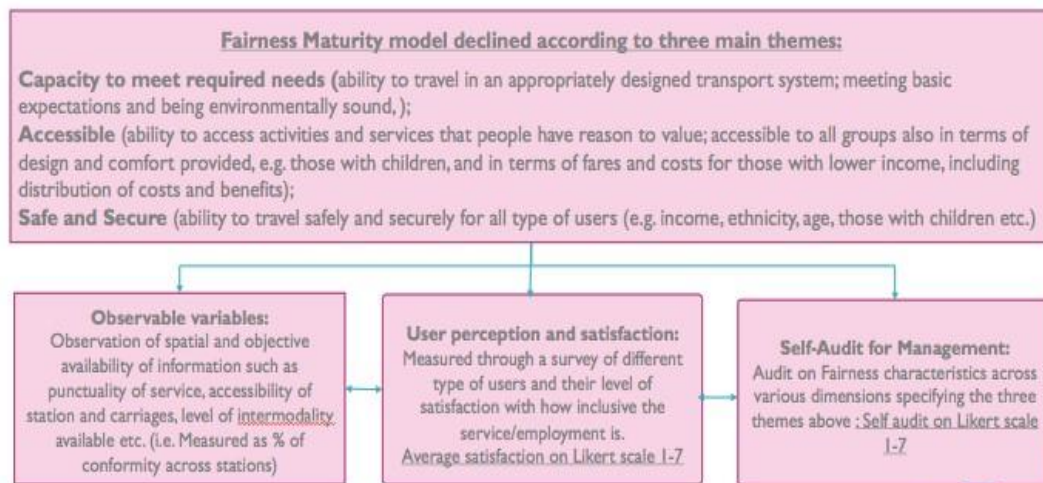 Fairness Maturity model declined according to three main themes:
Capacity to meet required needs (ability to travel in an appropriately designed transport system; meeting basic
expectations and being environmentally sound, );
Accessible (ability to access activities and services that people have reason to value; accessible to all groups also in terms of
design and comfort provided, e.g. those with children, and in terms of fares and costs for those with lower income, including
distribution of costs and benefits);
Safe and Secure (ability to travel safely and securely for all type of users (e.g. income, ethnicity, age, those with children etc.)
Observable variables:
Observation of spatial and objective
availability of information such as
punctuality of service, accessibility of
station and carriages, level of intermodality
available etc. (i.e. Measured as % of
conformity across stations)
User perception and satisfaction:
Measured through a survey of different
type of users and their level of
satisfaction with how inclusive the
service/employment is.
Average satisfaction on Likert scale 1-7
Self-Audit for Management:
Audit on Fairness characteristics across
various dimensions specifying the three
themes above : Self audit on Likert scale
1-7